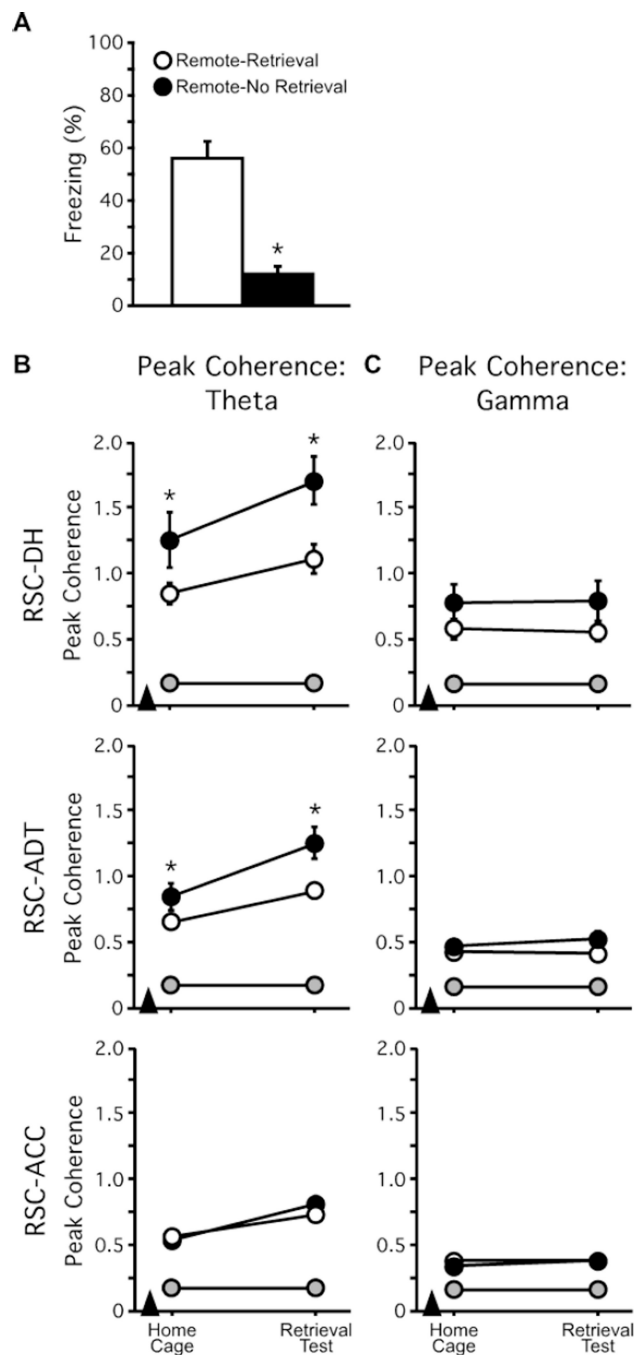 A
100
80
60
40
20
0
Freezing (%)
Remote-Retrieval
Remote-No Retrieval
*
B
Peak Coherence:
Theta
C
Peak Coherence:
Gamma
RSC-DH
Peak Coherence
2.0
1.5
1.0
0.5
0
* *
2.0
1.5
1.0
0.5
0
RSC-ADT
Peak Coherence
2.0
1.5
1.0
0.5
0
* *
2.0
1.5
1.0
0.5
0
RSC-ACC
Peak Coherence
2.0
1.5
1.0
0.5
0
2.0
1.5
1.0
0.5
0
Home
Cage
Retrieval
Test
Home
Cage
Retrieval
Test